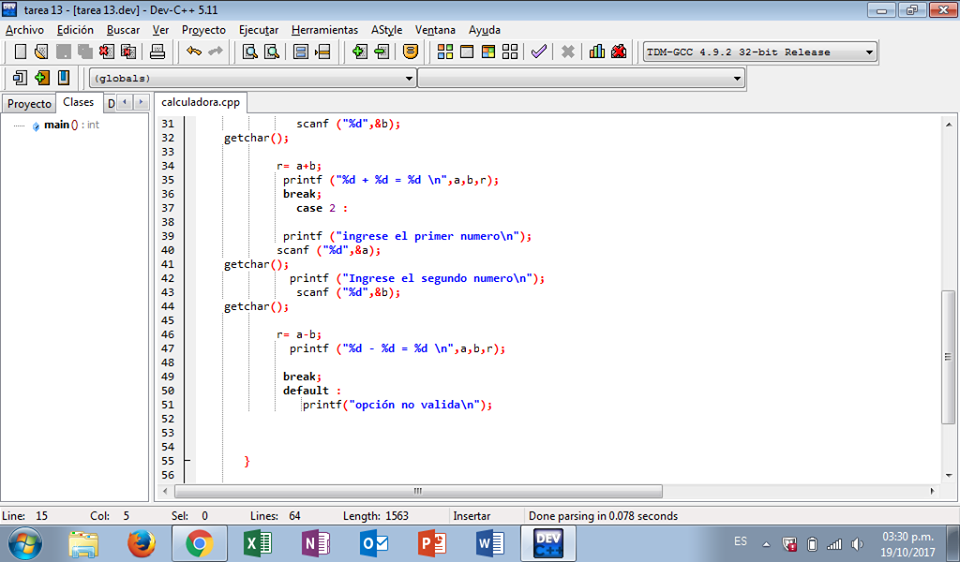 tarea 13 - [tarea 13.dev] - Dev-C++ 5.11
Archivo Edición Buscar Ver Proyecto Ejecutar Herramientas AStyle Ventana Ayuda
TDM-GCC 4.9.2 32-bit Release
(globals)
Proyecto Clases D calculadora.cpp
main () : int
31 scanf ("%d",&b);
32 getchar();
33
34 r= a+b;
35 printf ("%d + %d = %d \n",a,b,r);
36 break;
37 case 2 :
38
39 printf ("ingrese el primer numero\n");
40 scanf ("%d",&a);
41 getchar();
42 printf ("Ingrese el segundo numero\n");
43 scanf ("%d",&b);
44 getchar();
45
46 r= a-b;
47 printf ("%d - %d = %d \n",a,b,r);
48
49 break;
50 default :
51 printf("opción no valida\n");
52
53
54
55 }
56
Line: 15 Col: 5 Sel: 0 Lines: 64 Length: 1563 Insertar Done parsing in 0.078 seconds
ES
03:30 p.m.
19/10/2017
DEV
C++